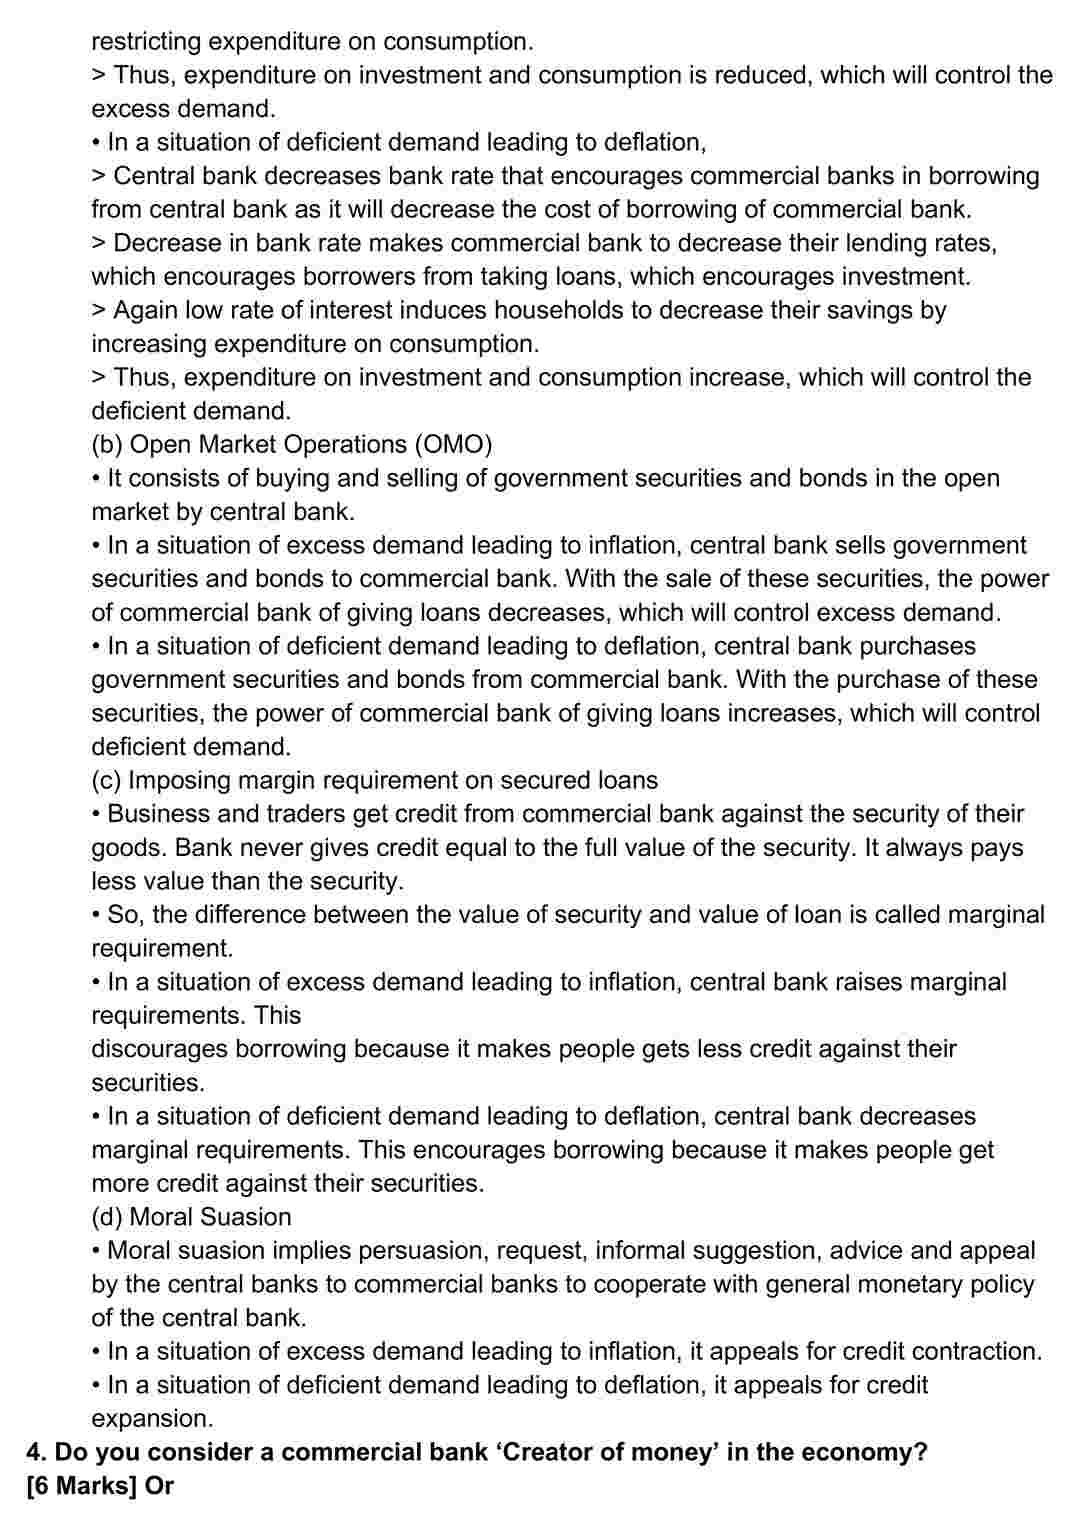 restricting expenditure on consumption.
> Thus, expenditure on investment and consumption is reduced, which will control the
excess demand.
• In a situation of deficient demand leading to deflation,
> Central bank decreases bank rate that encourages commercial banks in borrowing
from central bank as it will decrease the cost of borrowing of commercial bank.
> Decrease in bank rate makes commercial bank to decrease their lending rates,
which encourages borrowers from taking loans, which encourages investment.
> Again low rate of interest induces households to decrease their savings by
increasing expenditure on consumption.
> Thus, expenditure on investment and consumption increase, which will control the
deficient demand.
(b) Open Market Operations (OMO)
• It consists of buying and selling of government securities and bonds in the open
market by central bank.
• In a situation of excess demand leading to inflation, central bank sells government
securities and bonds to commercial bank. With the sale of these securities, the power
of commercial bank of giving loans decreases, which will control excess demand.
• In a situation of deficient demand leading to deflation, central bank purchases
government securities and bonds from commercial bank. With the purchase of these
securities, the power of commercial bank of giving loans increases, which will control
deficient demand.
(c) Imposing margin requirement on secured loans
• Business and traders get credit from commercial bank against the security of their
goods. Bank never gives credit equal to the full value of the security. It always pays
less value than the security.
• So, the difference between the value of security and value of loan is called marginal
requirement.
• In a situation of excess demand leading to inflation, central bank raises marginal
requirements. This
discourages borrowing because it makes people gets less credit against their
securities.
• In a situation of deficient demand leading to deflation, central bank decreases
marginal requirements. This encourages borrowing because it makes people get
more credit against their securities.
(d) Moral Suasion
• Moral suasion implies persuasion, request, informal suggestion, advice and appeal
by the central banks to commercial banks to cooperate with general monetary policy
of the central bank.
• In a situation of excess demand leading to inflation, it appeals for credit contraction.
• In a situation of deficient demand leading to deflation, it appeals for credit
expansion.
4. Do you consider a commercial bank ‘Creator of money’ in the economy?
[6 Marks] Or